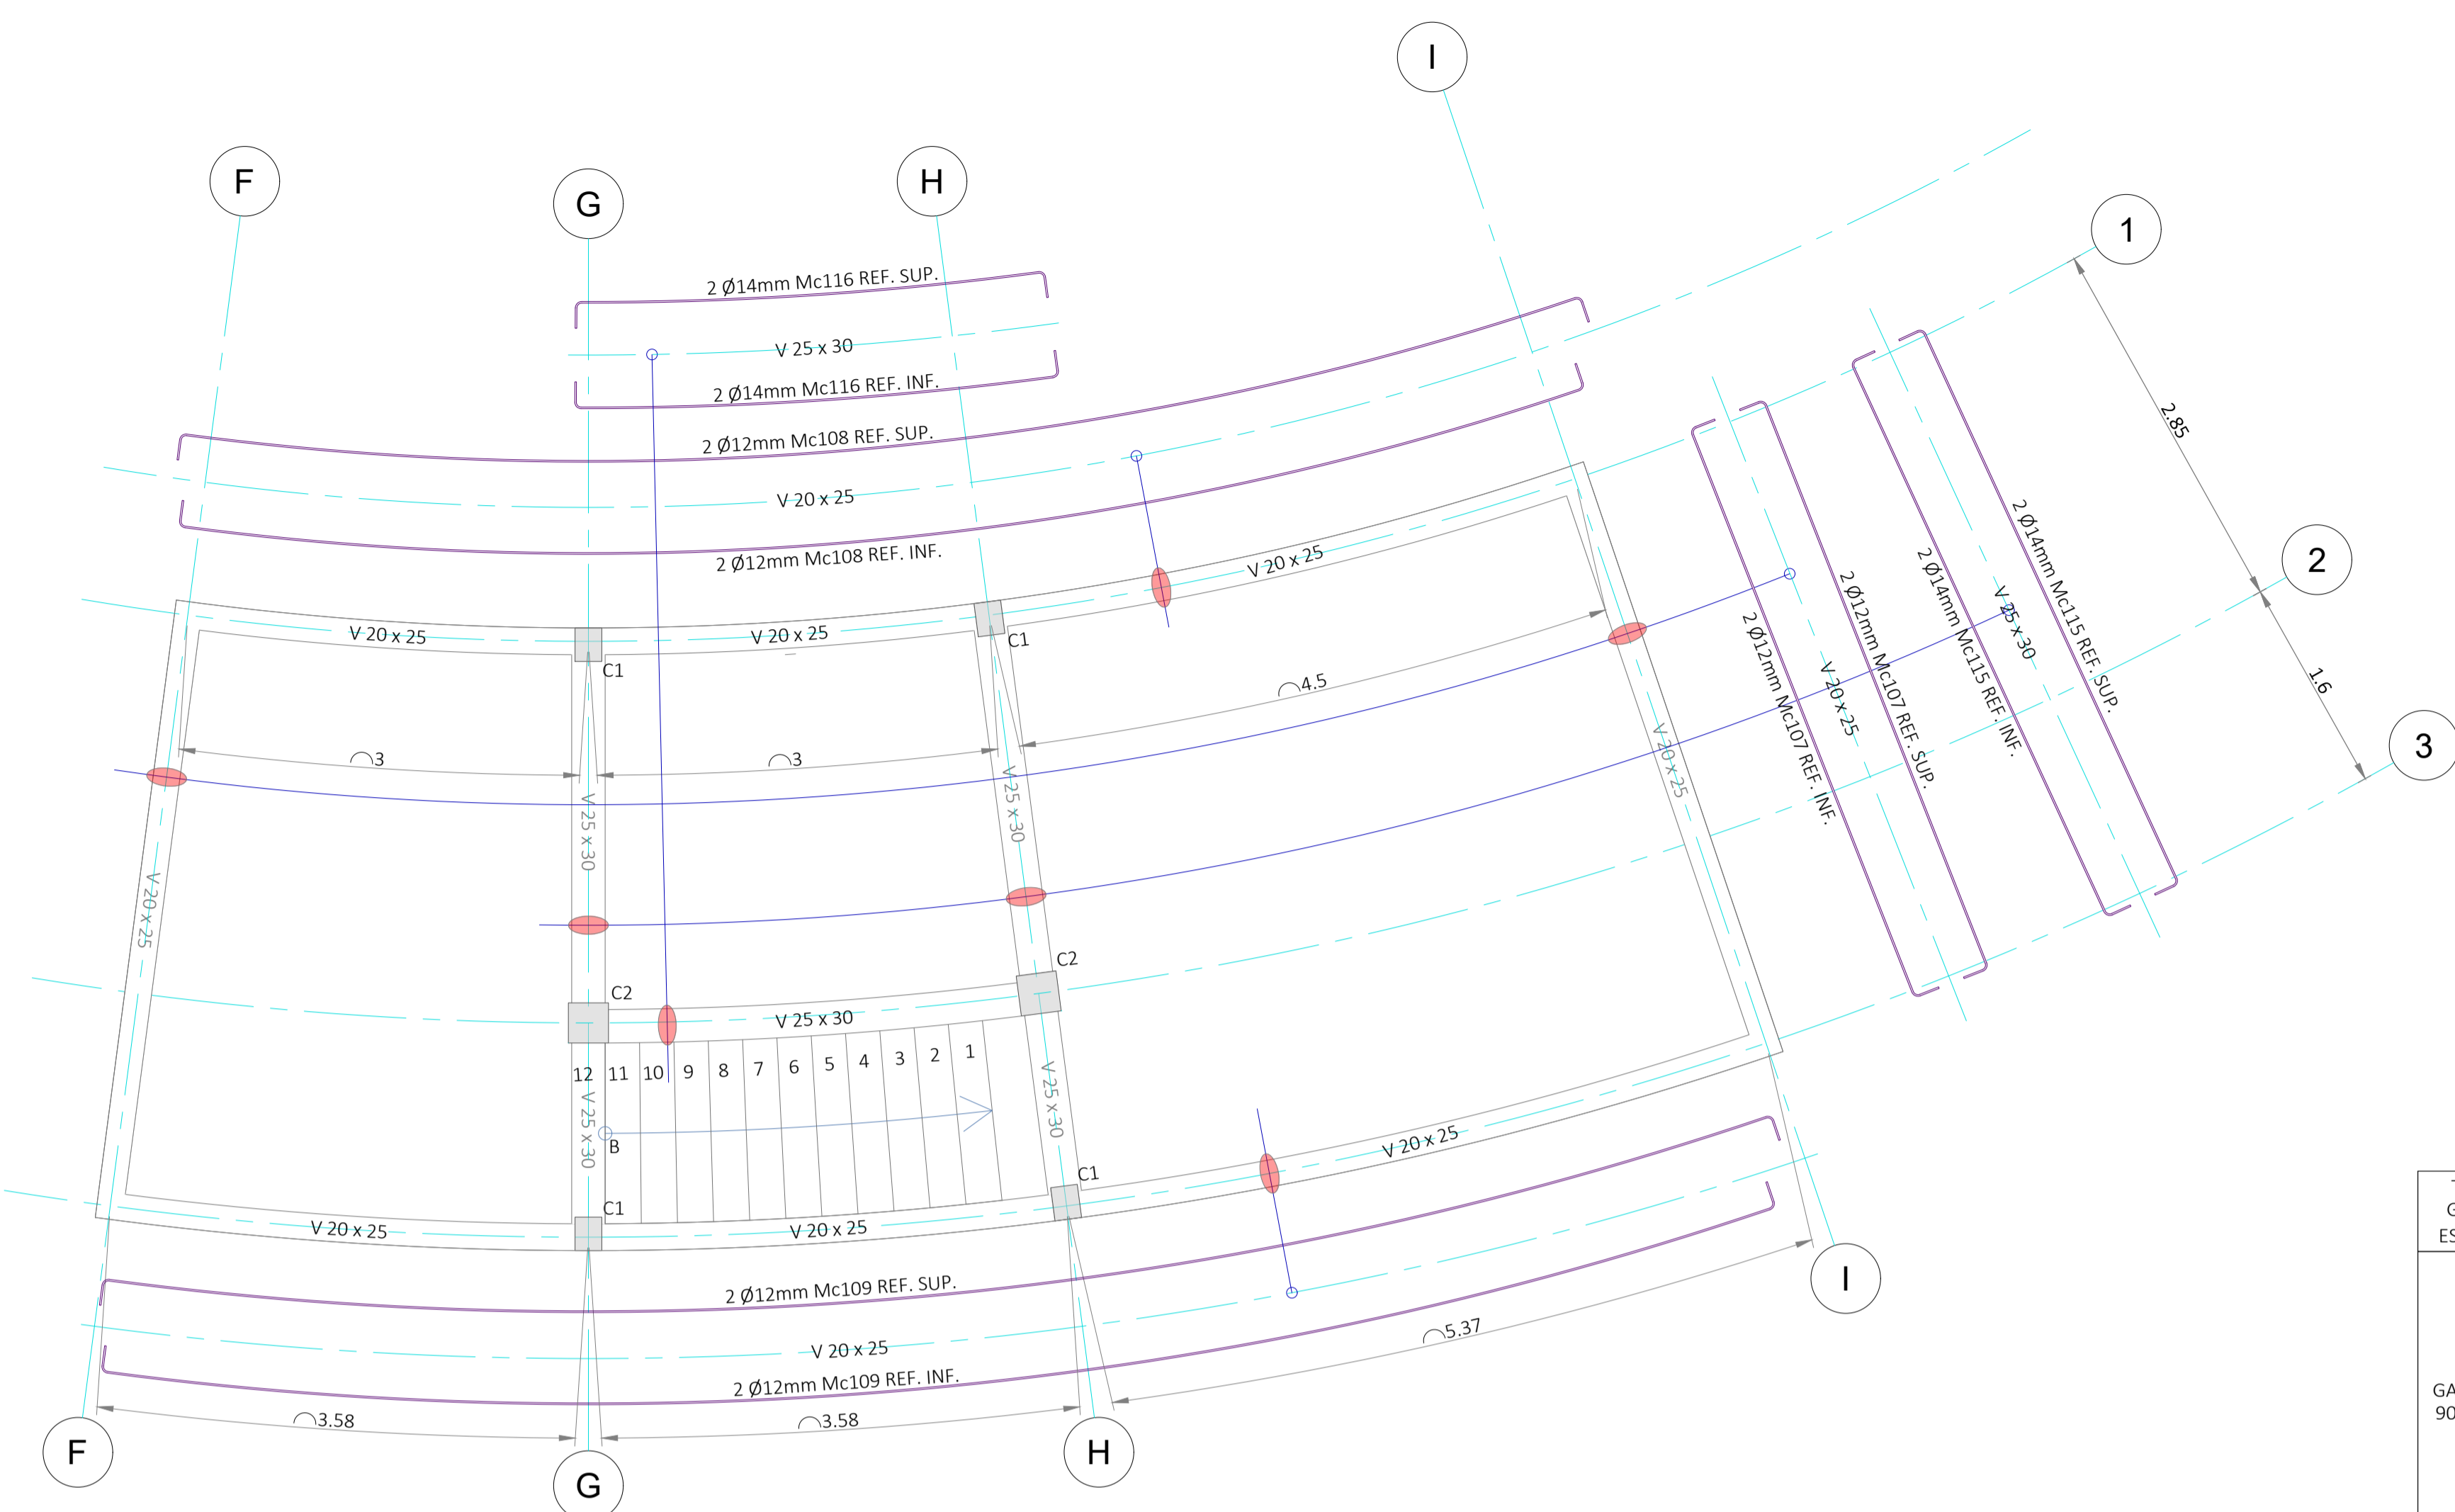 I
F
G
H
1
2 Ø14mm Mc116 REF. SUP.
V 25 x 30
2 Ø14mm Mc116 REF. INF.
2.85
2 Ø12mm Mc108 REF. SUP.
V 20 x 25
2 Ø12mm Mc108 REF. INF.
2
V 20 x 25
V 20 x 25
V 20 x 25
C1
C1
2 Ø14mm Mc115 REF. SUP.
V 25 x 30
2 Ø14mm Mc115 REF. INF.
2 Ø12mm Mc107 REF. SUP.
V 20 x 25
2 Ø12mm Mc107 REF. INF.
1.6
3
4.5
3
3
V 20 x 25
V 25 x 30
V 25 x 30
V 20 x 25
C2
C2
V 25 x 30
12
11
10
9
8
7
6
5
4
3
2
1
V 25 x 30
V 25 x 30
B
C1
C1
V 20 x 25
V 20 x 25
V 20 x 25
I
2 Ø12mm Mc109 REF. SUP.
V 20 x 25
2 Ø12mm Mc109 REF. INF.
5.37
3.58
3.58
F
G
H
ES
GA
90